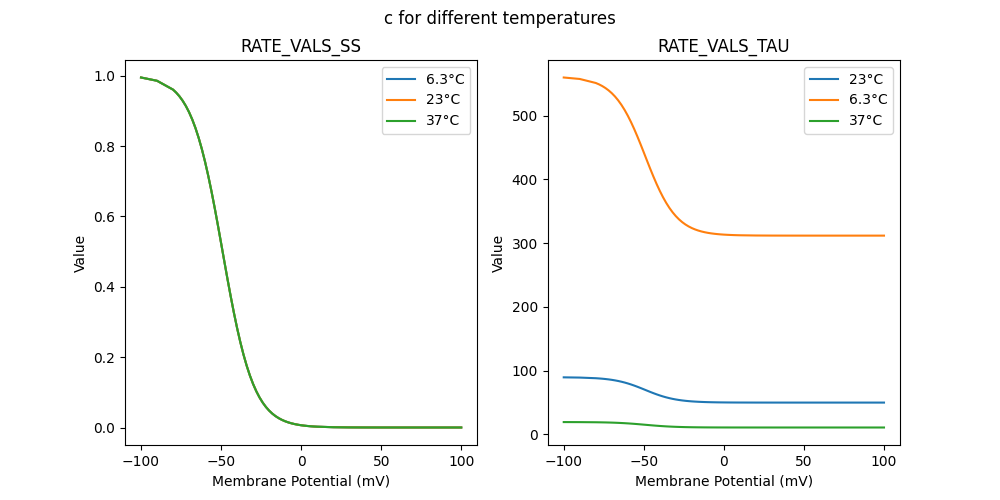 c for different temperatures
RATE_VALS_SS
RATE_VALS_TAU
1.0
0.8
0.6
0.4
0.2
0.0
Value
−100
−50
0
50
100
Membrane Potential (mV)
6.3°C
23°C
37°C
500
400
300
200
100
0
Value
−100
−50
0
50
100
Membrane Potential (mV)
23°C
6.3°C
37°C